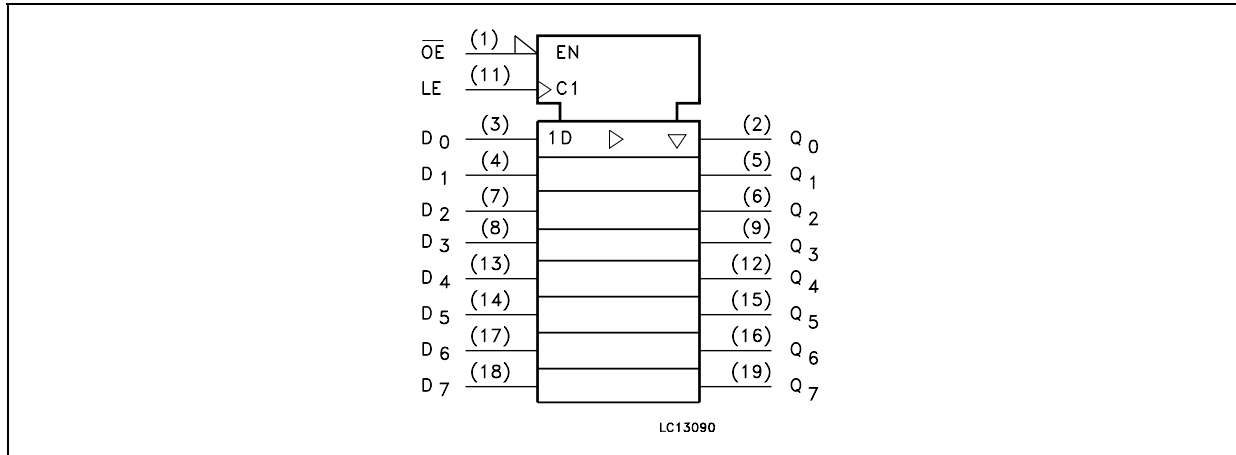 O̅E̅ (1) EN
LE (11) C1
D0 (3) 1D (2) Q0
D1 (4) (5) Q1
D2 (7) (6) Q2
D3 (8) (9) Q3
D4 (13) (12) Q4
D5 (14) (15) Q5
D6 (17) (16) Q6
D7 (18) (19) Q7
LC13090